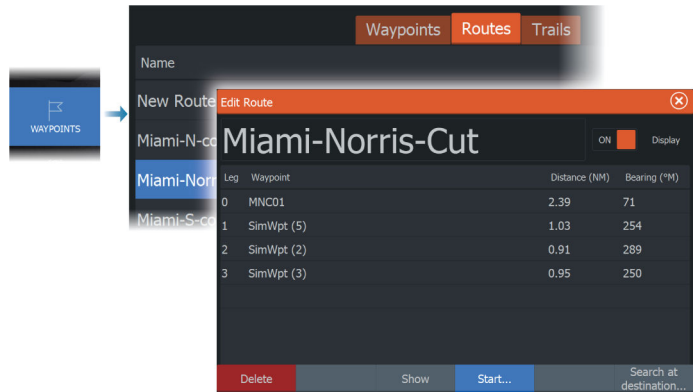 WAYPOINTS
Waypoints Routes Trails
Name
New Route
Miami-N-co
Miami-Norr
Miami-S-co
Edit Route
Miami-Norris-Cut ON Display
Leg Waypoint Distance (NM) Bearing (°M)
0 MNC01 2.39 71
1 SimWpt (5) 1.03 254
2 SimWpt (2) 0.91 289
3 SimWpt (3) 0.95 250
Delete Show Start... Search at destination...